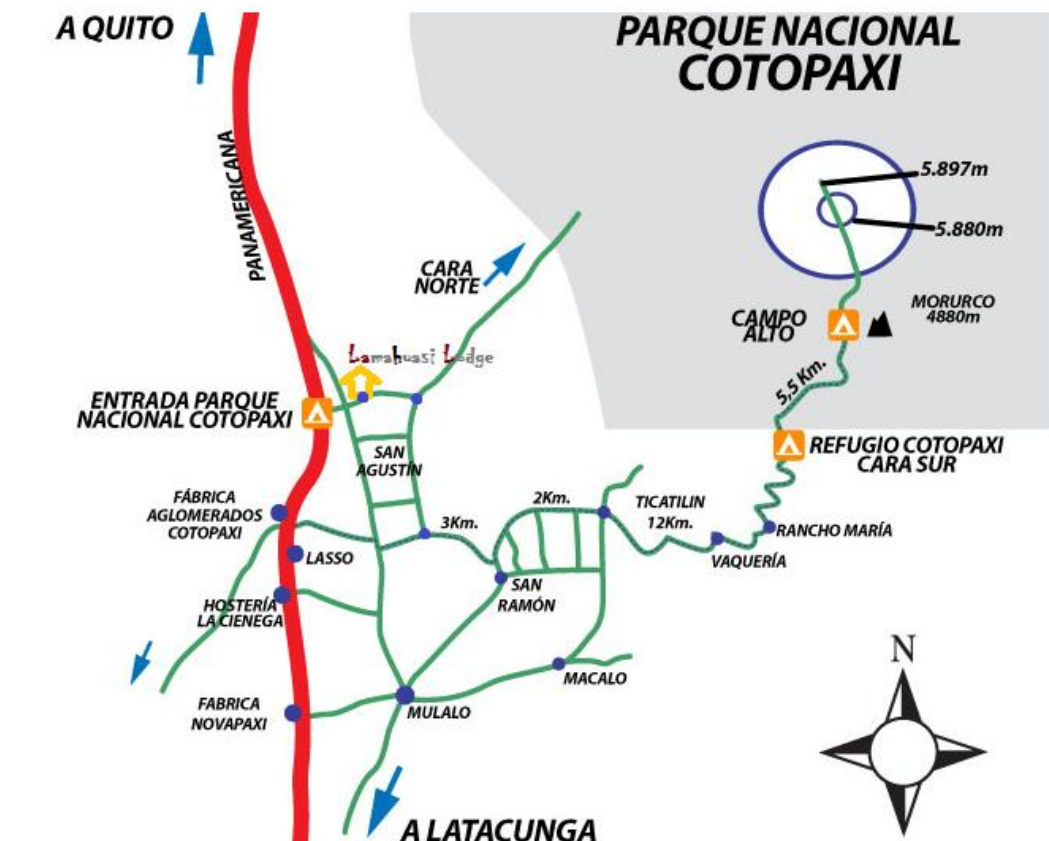 A QUITO
PARQUE NACIONAL
COTOPAXI
PANAMERICANA
5.897m
5.880m
CARA
NORTE
MORURCO
4880m
CAMPO
ALTO
Lamahuasi Lodge
5,5 Km.
ENTRADA PARQUE
NACIONAL COTOPAXI
SAN
AGUSTÍN
REFUGIO COTOPAXI
CARA SUR
FÁBRICA
AGLOMERADOS
COTOPAXI
3Km.
2Km.
TICATILIN
12Km.
RANCHO MARÍA
VAQUERÍA
LASSO
SAN
RAMÓN
HOSTERÍA
LA CIENEGA
MACALO
FABRICA
NOVAPAXI
MULALO
N
A LATACUNGA